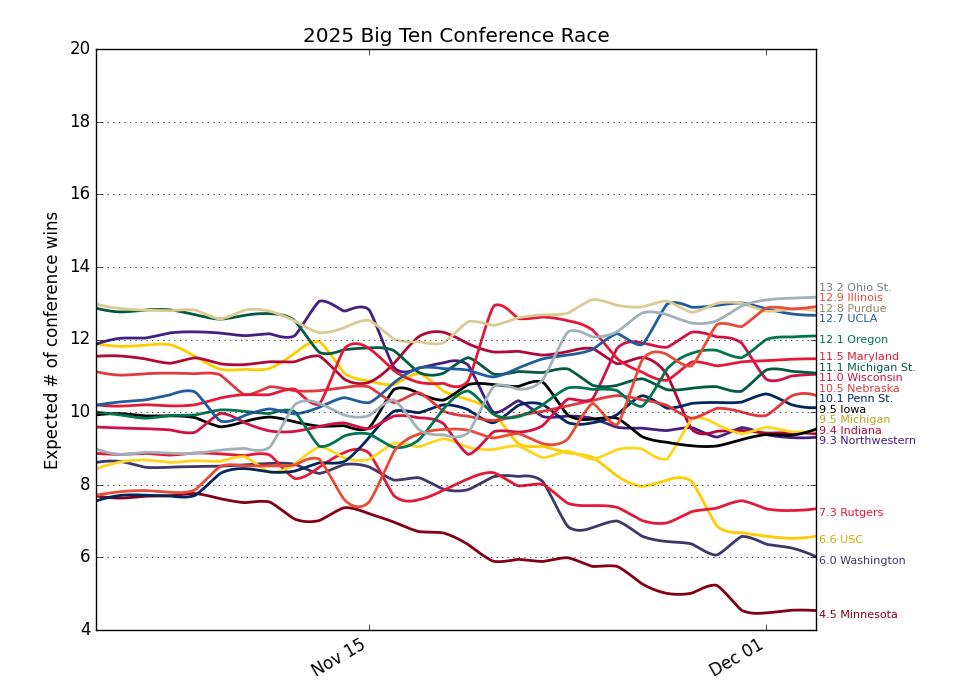 2025 Big Ten Conference Race
Expected # of conference wins
20
18
16
14
12
10
8
6
4
Nov 15
Dec 01
13.2 Ohio St.
12.9 Illinois
12.8 Purdue
12.7 UCLA
12.1 Oregon
11.5 Maryland
11.1 Michigan St.
11.0 Wisconsin
10.5 Nebraska
10.1 Penn St.
9.5 Iowa
9.5 Michigan
9.4 Indiana
9.3 Northwestern
7.3 Rutgers
6.6 USC
6.0 Washington
4.5 Minnesota